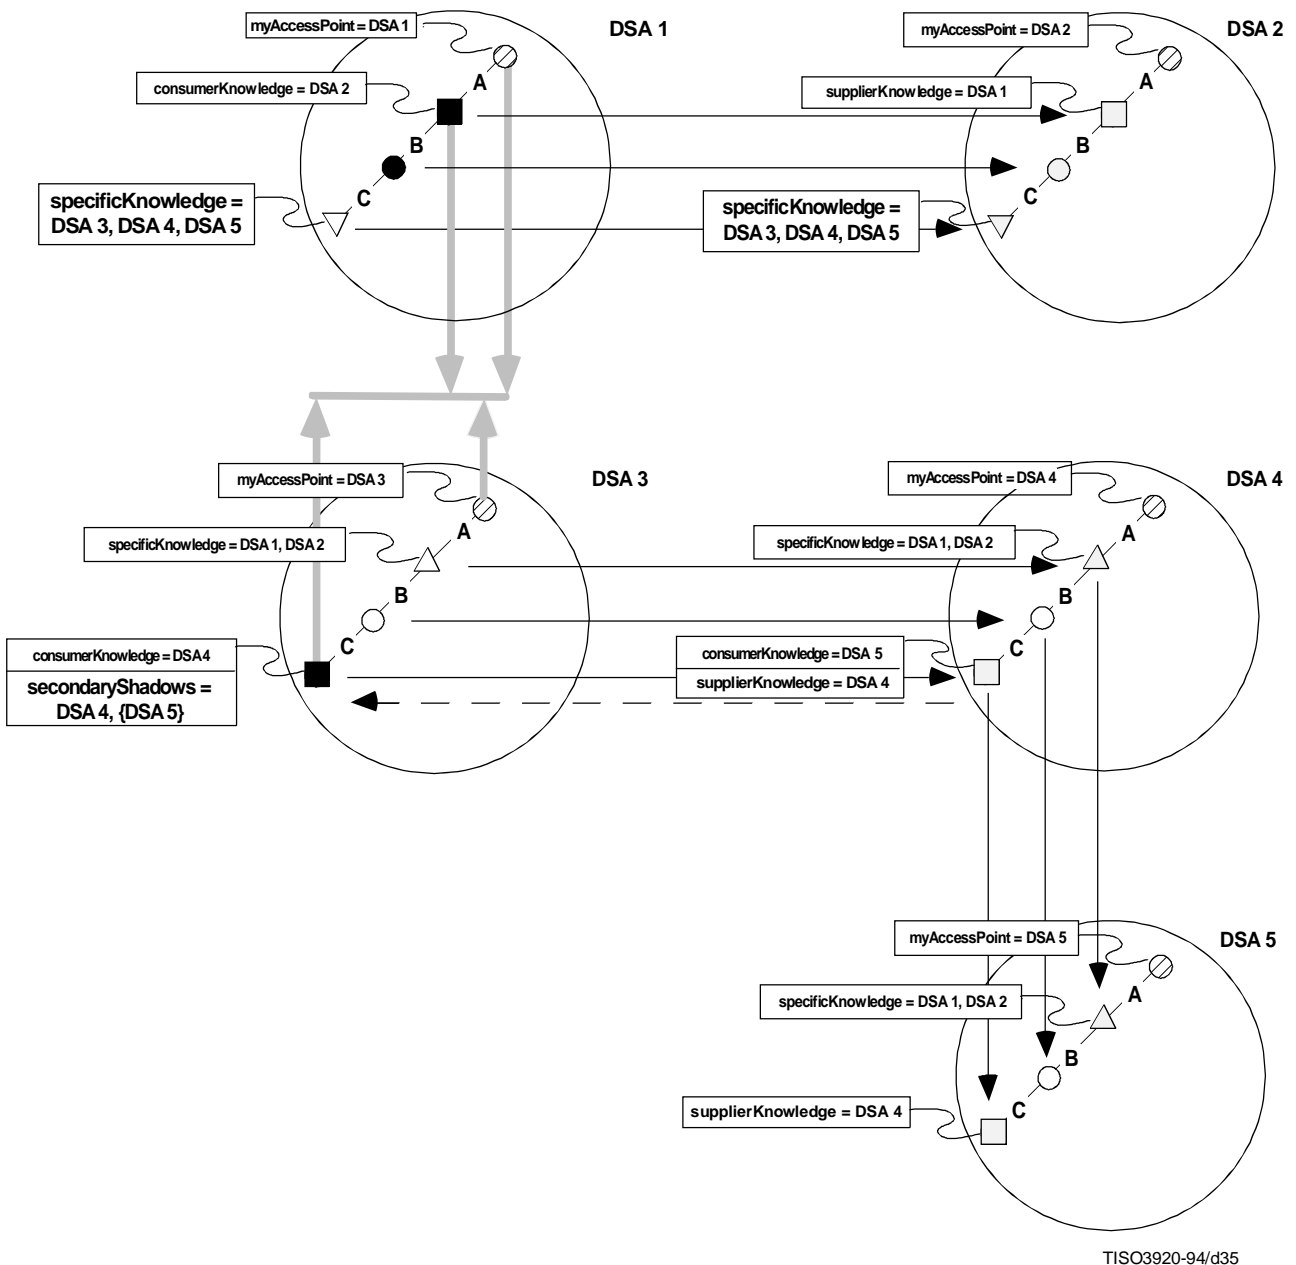 myAccessPoint = DSA 1
DSA 1
consumerKnowledge = DSA 2
A
B
C
specificKnowledge =
DSA 3, DSA 4, DSA 5
myAccessPoint = DSA 2
DSA 2
supplierKnowledge = DSA 1
A
B
C
specificKnowledge =
DSA 3, DSA 4, DSA 5
myAccessPoint = DSA 3
DSA 3
A
specificKnowledge = DSA 1, DSA 2
B
C
consumerKnowledge = DSA 4
secondaryShadows =
DSA 4, {DSA 5}
myAccessPoint = DSA 4
DSA 4
A
specificKnowledge = DSA 1, DSA 2
B
C
consumerKnowledge = DSA 5
supplierKnowledge = DSA 4
myAccessPoint = DSA 5
DSA 5
A
specificKnowledge = DSA 1, DSA 2
B
C
supplierKnowledge = DSA 4
TISO3920-94/d35